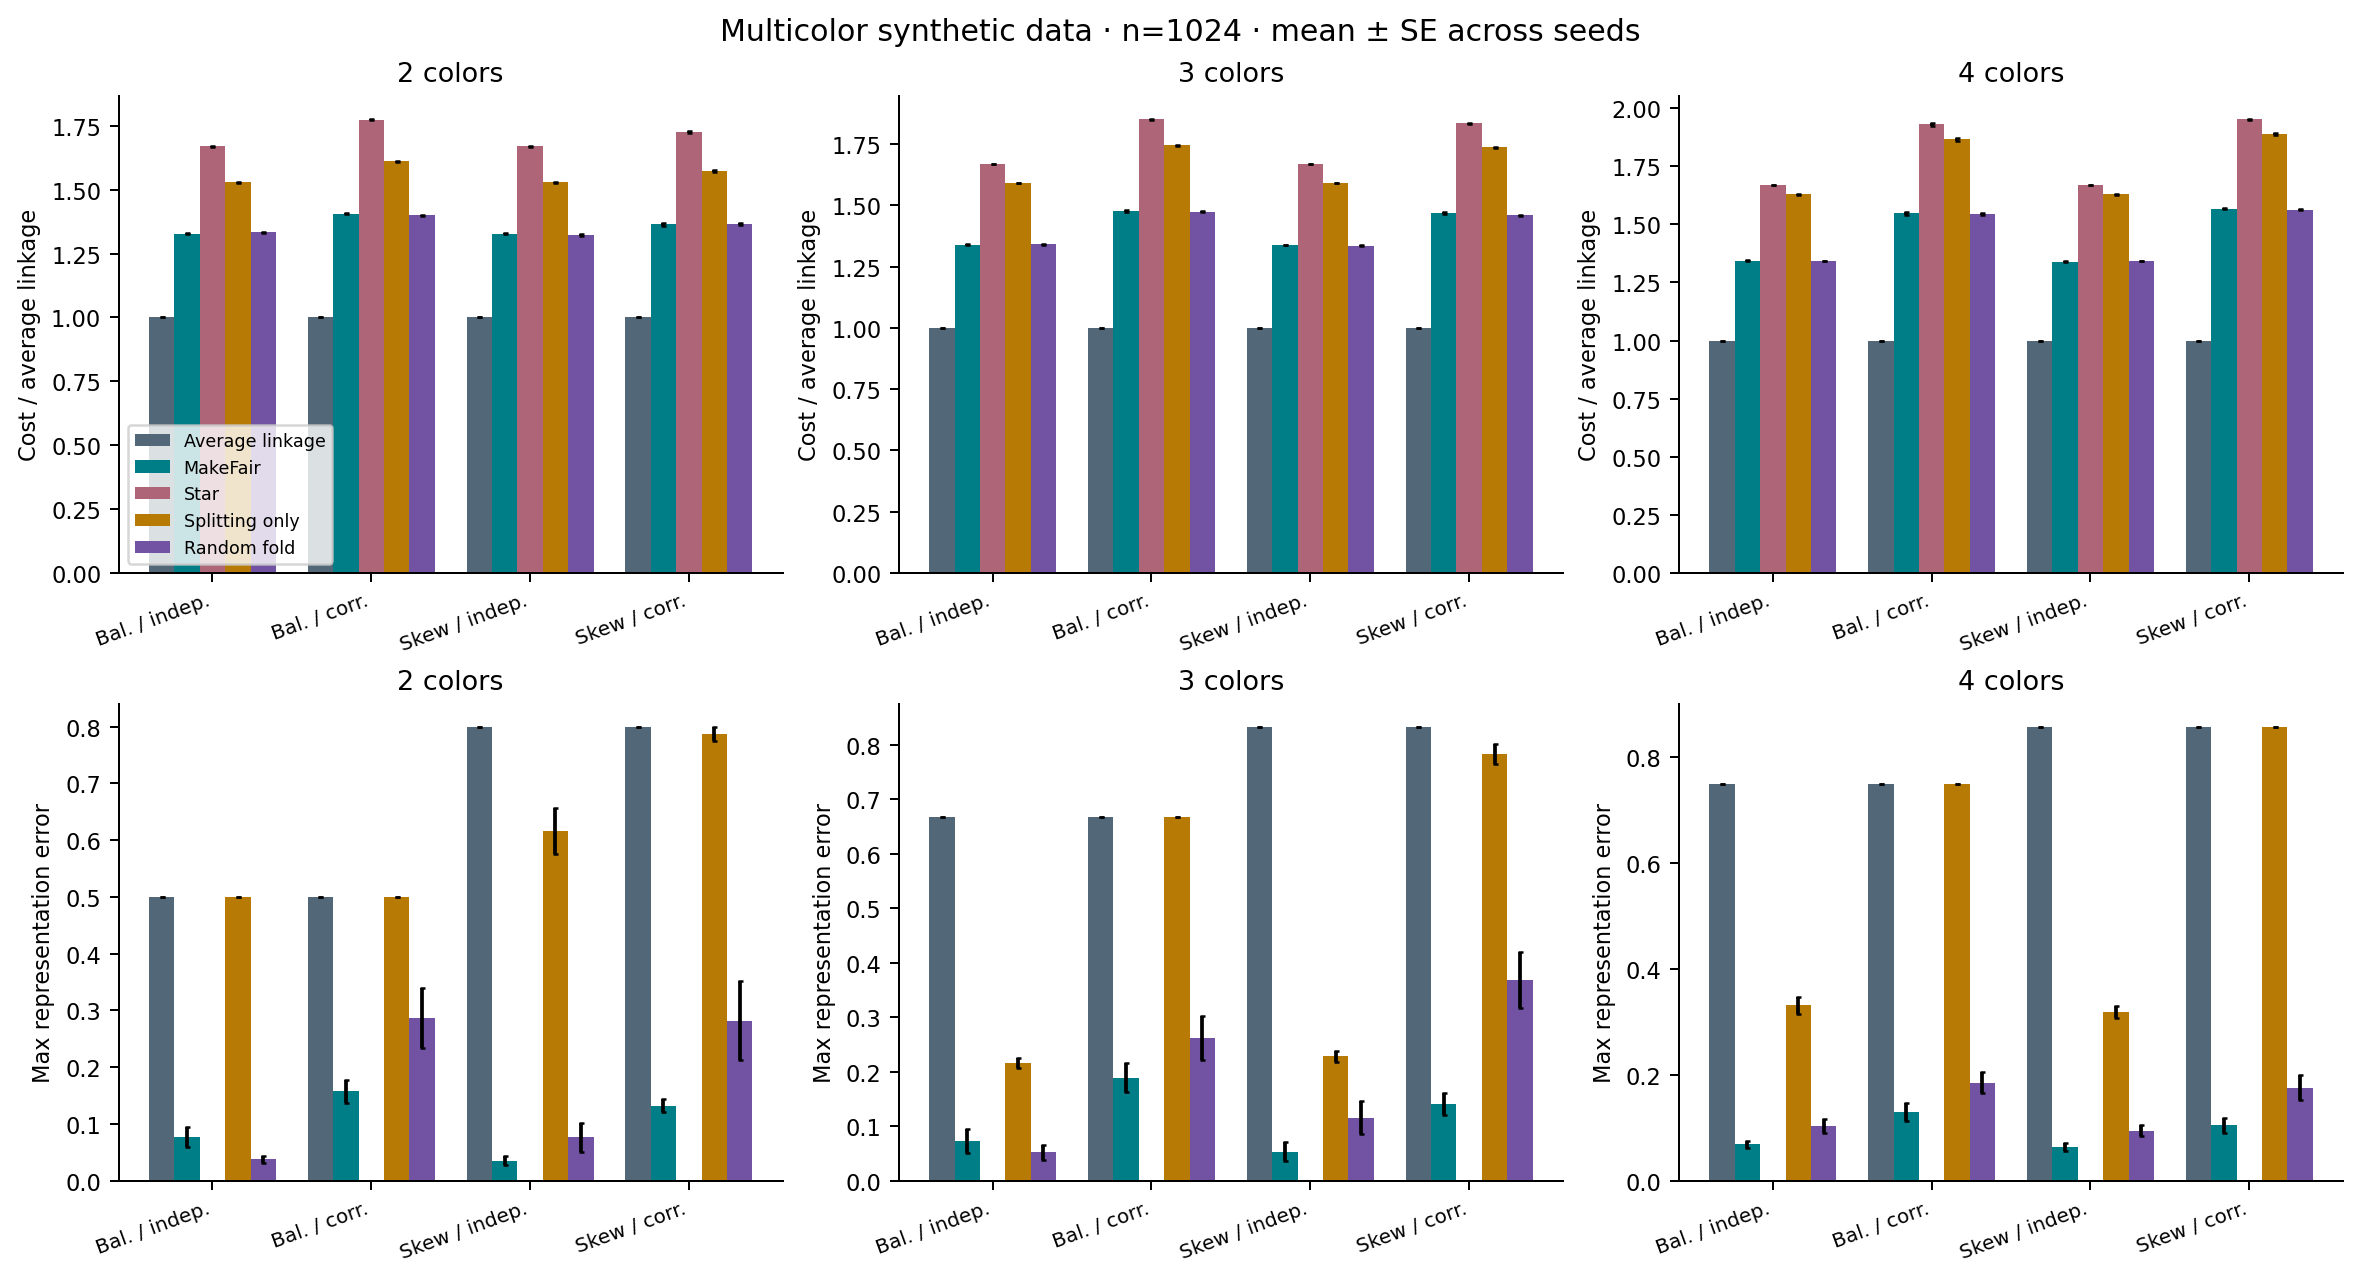 Multicolor synthetic data · n=1024 · mean ± SE across seeds
2 colors
Cost / average linkage
1.75
1.50
1.25
1.00
0.75
0.50
0.25
0.00
Average linkage
MakeFair
Star
Splitting only
Random fold
Bal. / indep.
Bal. / corr.
Skew / indep.
Skew / corr.
3 colors
Cost / average linkage
1.75
1.50
1.25
1.00
0.75
0.50
0.25
0.00
Bal. / indep.
Bal. / corr.
Skew / indep.
Skew / corr.
4 colors
Cost / average linkage
2.00
1.75
1.50
1.25
1.00
0.75
0.50
0.25
0.00
Bal. / indep.
Bal. / corr.
Skew / indep.
Skew / corr.
2 colors
Max representation error
0.8
0.7
0.6
0.5
0.4
0.3
0.2
0.1
0.0
Bal. / indep.
Bal. / corr.
Skew / indep.
Skew / corr.
3 colors
Max representation error
0.8
0.7
0.6
0.5
0.4
0.3
0.2
0.1
0.0
Bal. / indep.
Bal. / corr.
Skew / indep.
Skew / corr.
4 colors
Max representation error
0.8
0.6
0.4
0.2
0.0
Bal. / indep.
Bal. / corr.
Skew / indep.
Skew / corr.